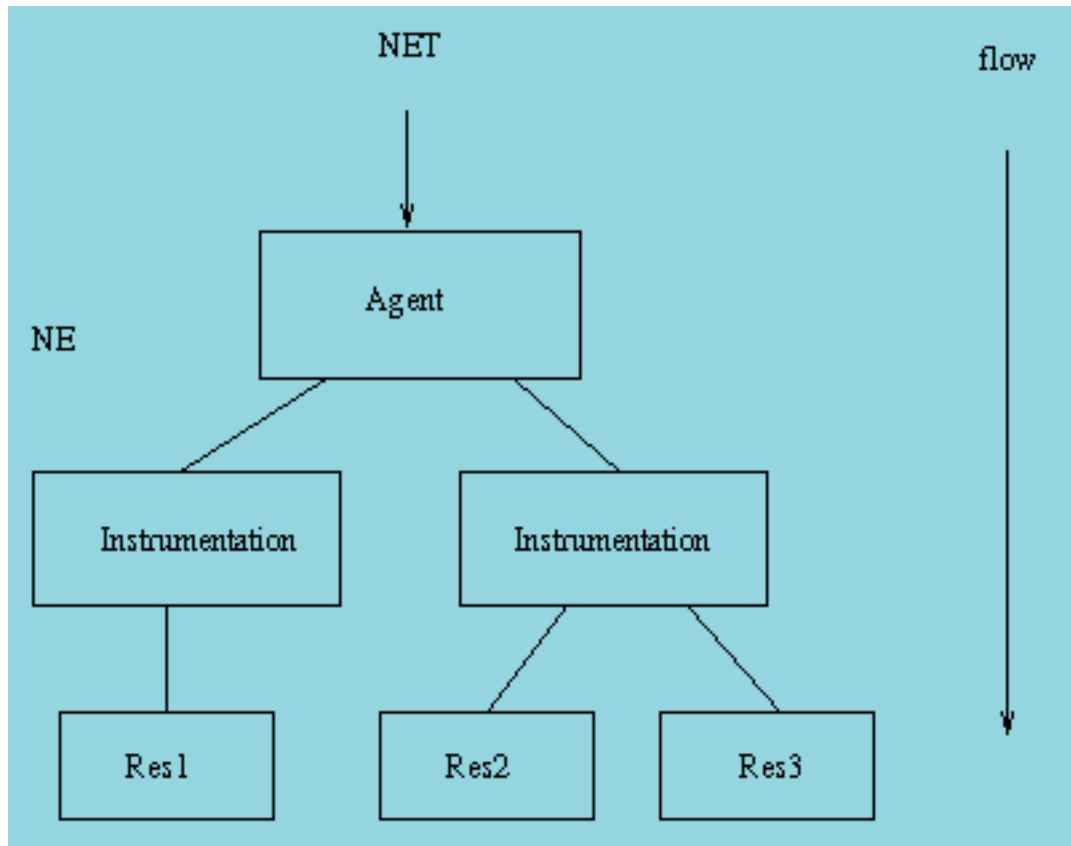 NET
flow
Agent
NE
Instrumentation
Instrumentation
Res1
Res2
Res3